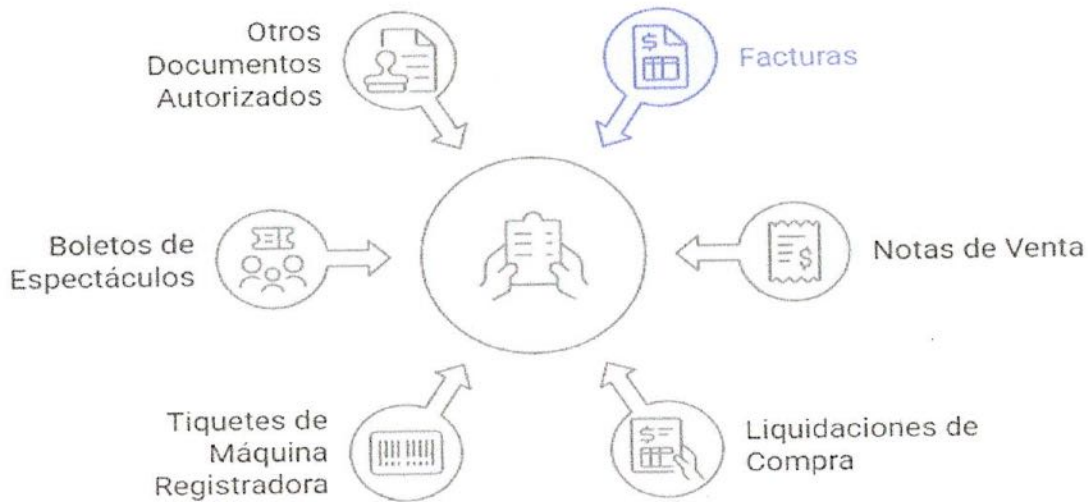 Otros
Documentos
Autorizados
Facturas
Boletos de
Espectáculos
Notas de Venta
Tiquetes de
Máquina
Registradora
Liquidaciones de
Compra